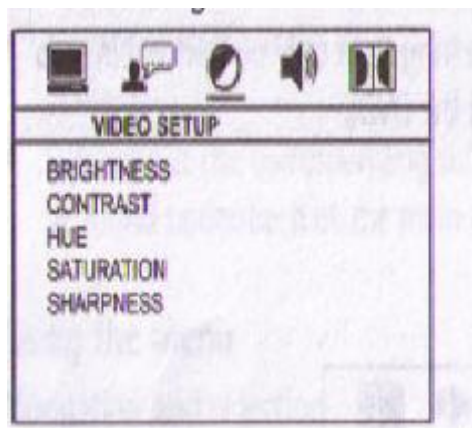 VIDEO SETUP
BRIGHTNESS
CONTRAST
HUE
SATURATION
SHARPNESS